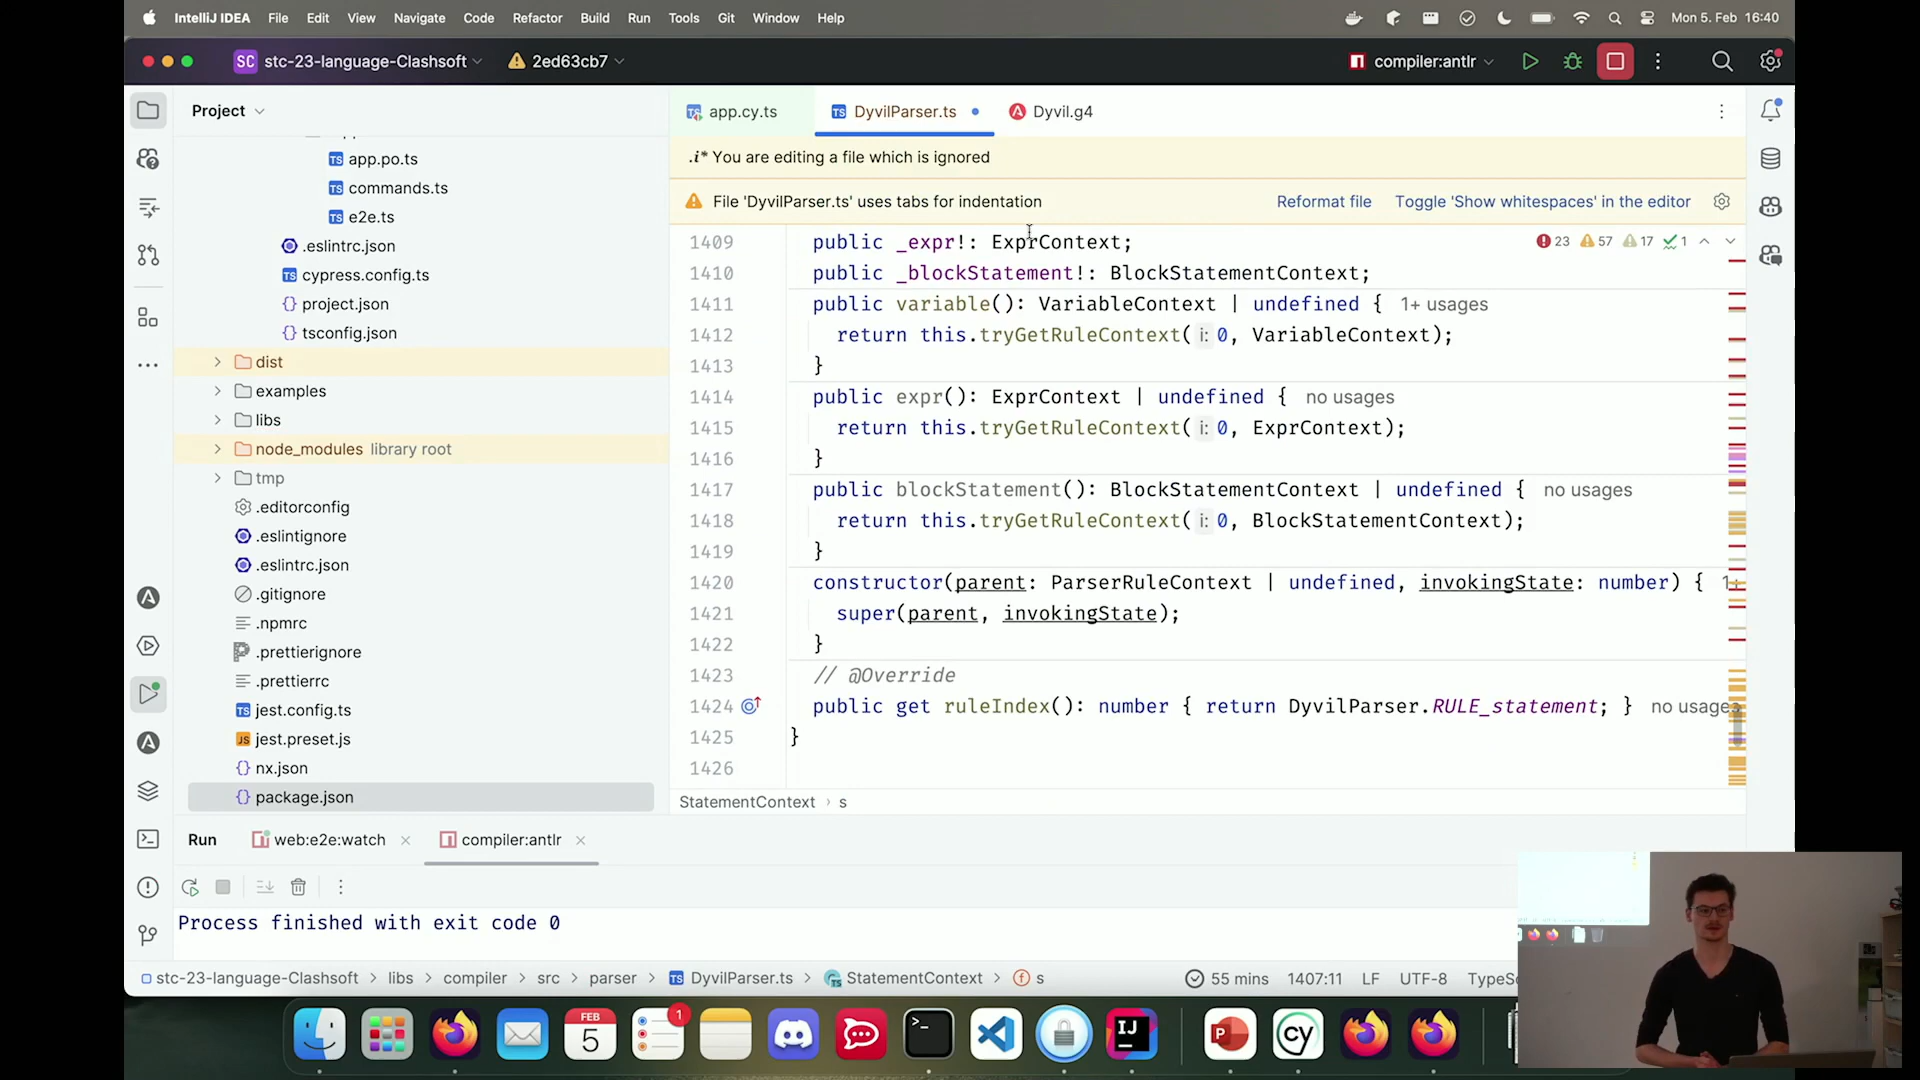 IntelliJ IDEA File Edit View Navigate Code Refactor Build Run Tools Git Window Help Mon 5. Feb 16:40
SC stc-23-language-Clashsoft 2ed63cb7 compiler:antlr
Project
app.po.ts
commands.ts
e2e.ts
.eslintrc.json
cypress.config.ts
project.json
tsconfig.json
dist
examples
libs
node_modules library root
tmp
.editorconfig
.eslintignore
.eslintrc.json
.gitignore
.npmrc
.prettierignore
.prettierrc
jest.config.ts
jest.preset.js
nx.json
package.json
app.cy.ts DyvilParser.ts Dyvil.g4
.i* You are editing a file which is ignored
File 'DyvilParser.ts' uses tabs for indentation Reformat file Toggle 'Show whitespaces' in the editor
23 57 17 1
1409 public _expr!: ExprContext;
1410 public _blockStatement!: BlockStatementContext;
1411 public variable(): VariableContext | undefined { 1+ usages
1412 return this.tryGetRuleContext( i: 0, VariableContext);
1413 }
1414 public expr(): ExprContext | undefined { no usages
1415 return this.tryGetRuleContext( i: 0, ExprContext);
1416 }
1417 public blockStatement(): BlockStatementContext | undefined { no usages
1418 return this.tryGetRuleContext( i: 0, BlockStatementContext);
1419 }
1420 constructor(parent: ParserRuleContext | undefined, invokingState: number) {
1421 super(parent, invokingState);
1422 }
1423 // @Override
1424 public get ruleIndex(): number { return DyvilParser.RULE_statement; } no usages
1425 }
1426
StatementContext › s
Run web:e2e:watch compiler:antlr
Process finished with exit code 0
stc-23-language-Clashsoft › libs › compiler › src › parser › DyvilParser.ts › StatementContext › s 55 mins 1407:11 LF UTF-8 TypeSc
FEB
5
1
IJ
cy